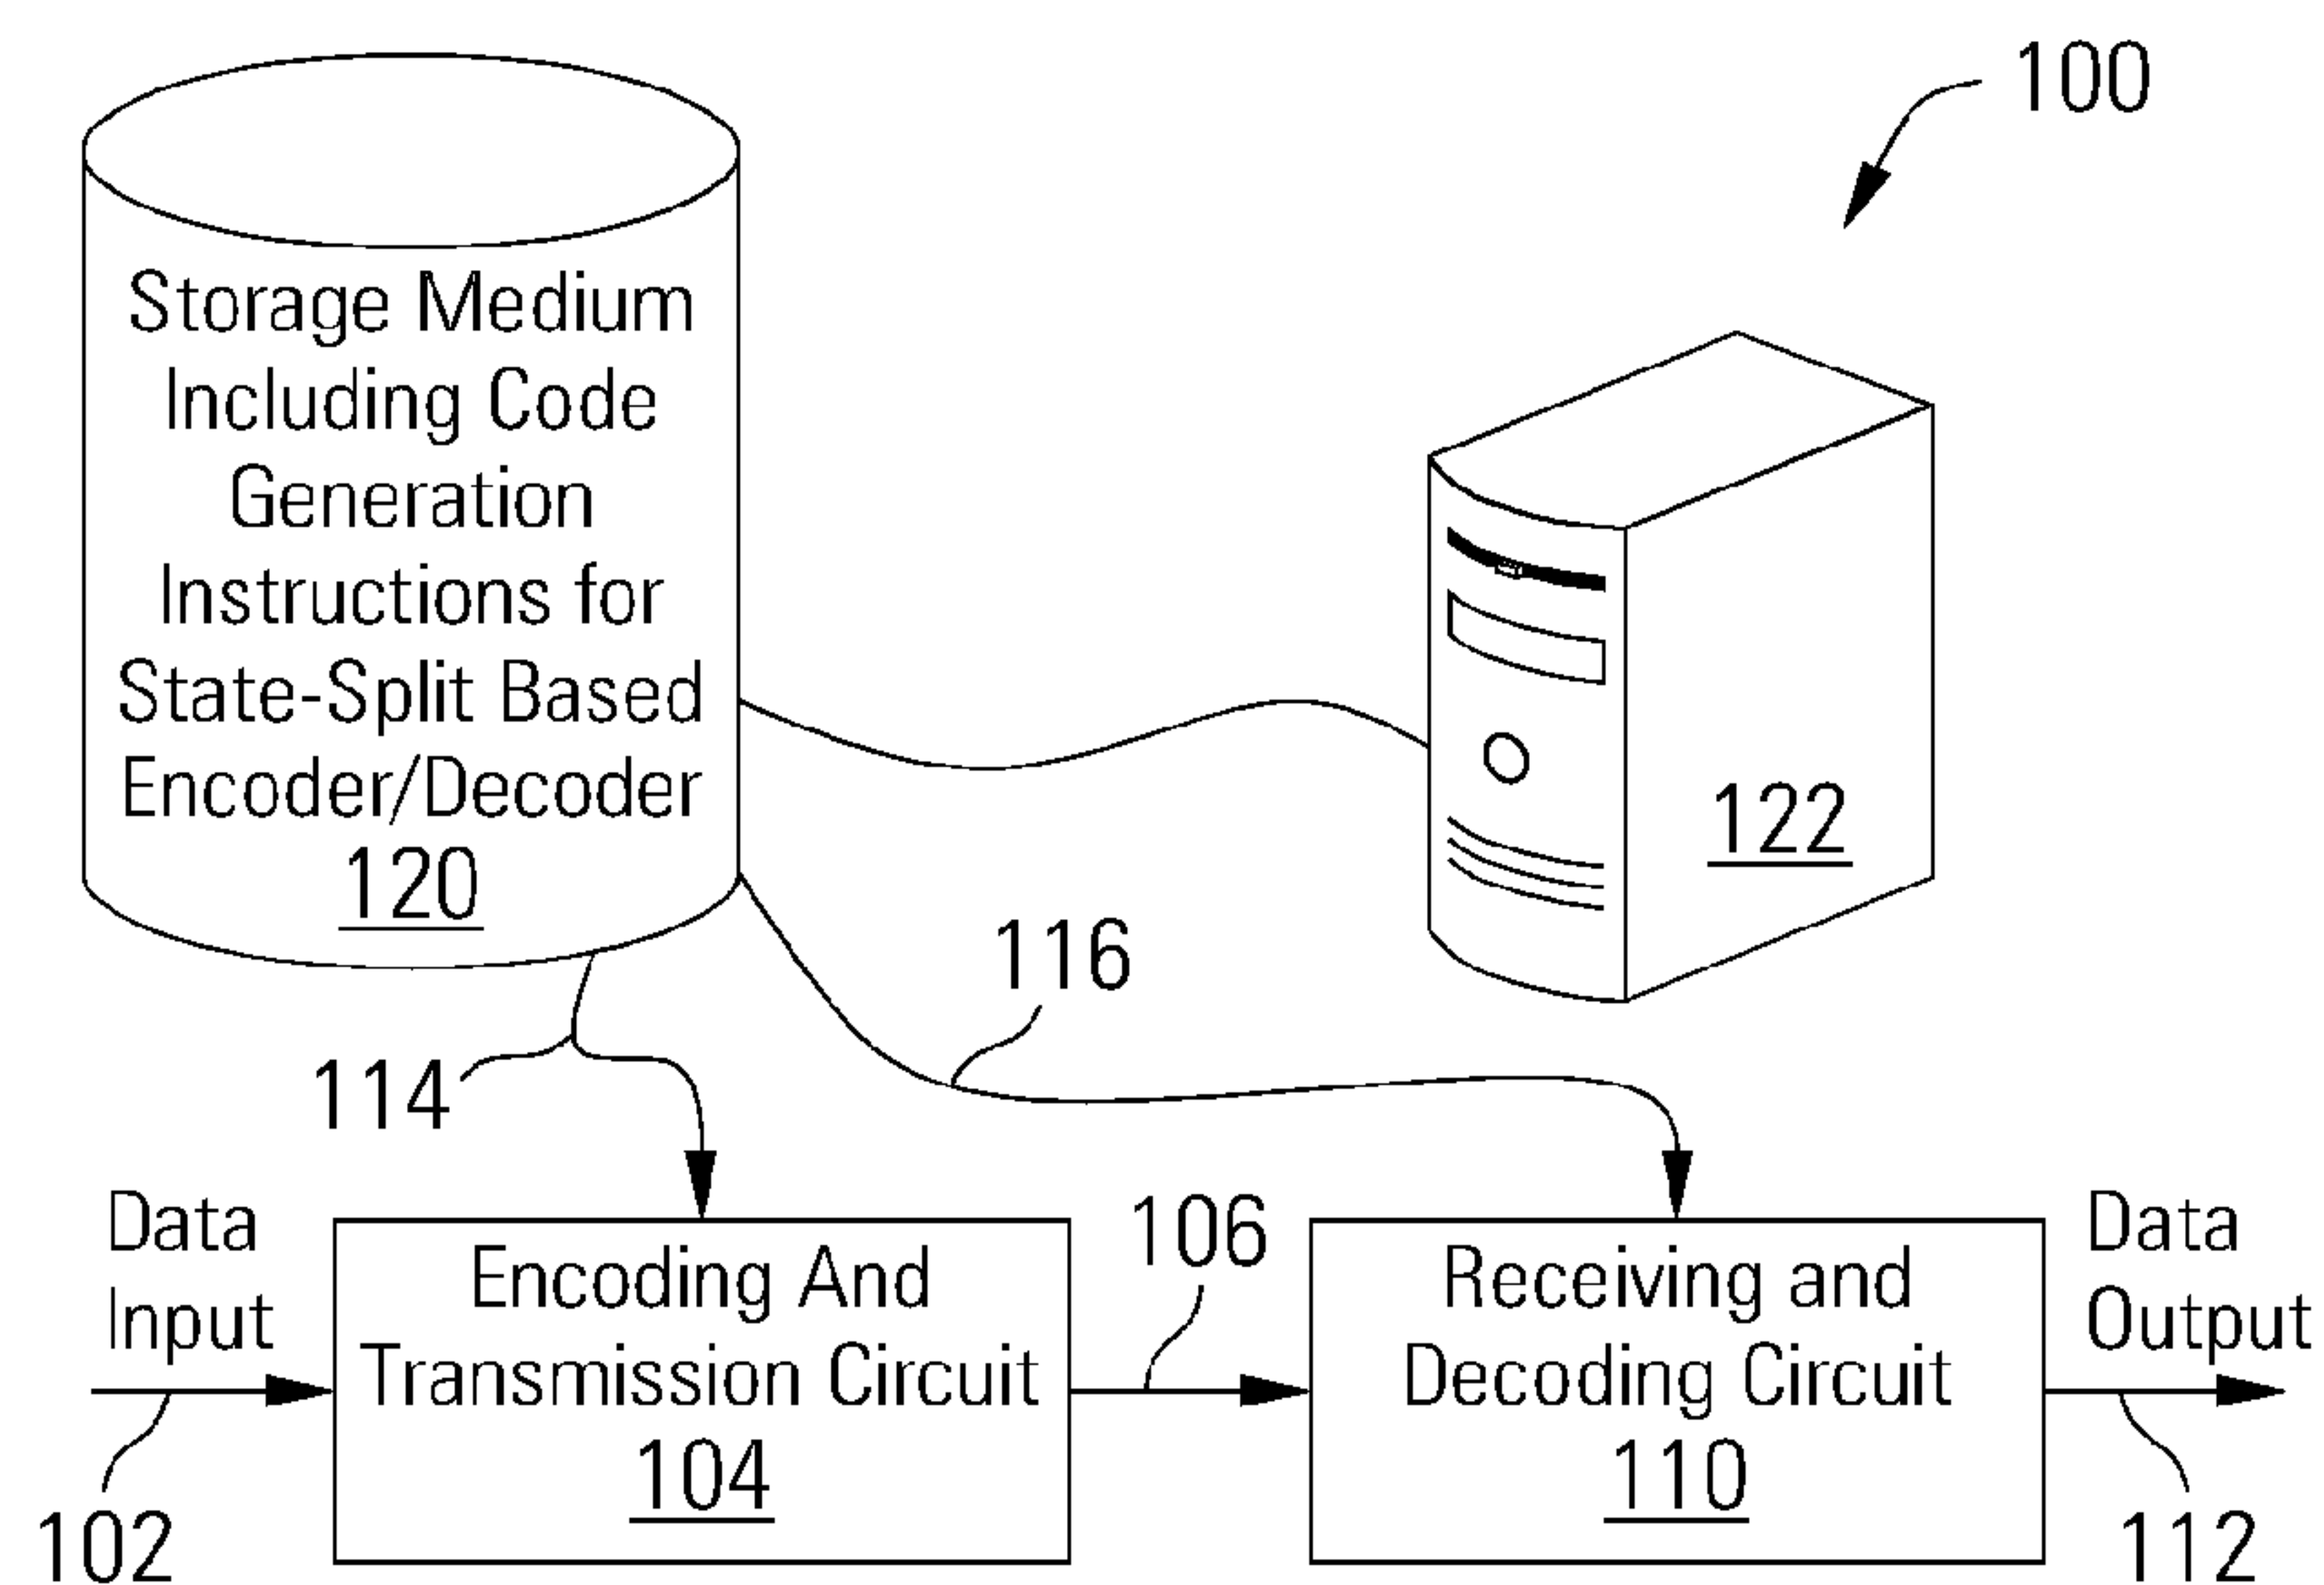 100
Storage Medium
Including Code
Generation
Instructions for
State-Split Based
Encoder/Decoder
120
122
116
114
106
Data
Input
102
Encoding And
Transmission Circuit
104
Receiving and
Decoding Circuit
110
Data
Output
112